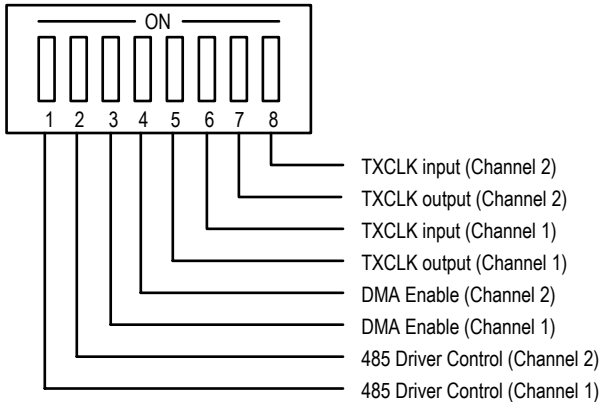 ON
1 2 3 4 5 6 7 8
TXCLK input (Channel 2)
TXCLK output (Channel 2)
TXCLK input (Channel 1)
TXCLK output (Channel 1)
DMA Enable (Channel 2)
DMA Enable (Channel 1)
485 Driver Control (Channel 2)
485 Driver Control (Channel 1)